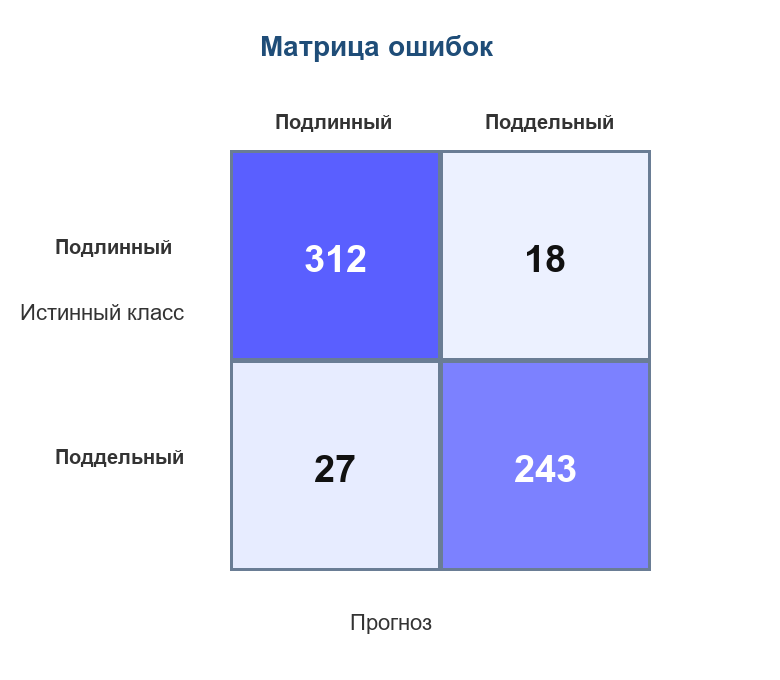 Матрица ошибок
Подлинный Поддельный
Подлинный 312 18
Истинный класс
Поддельный 27 243
Прогноз